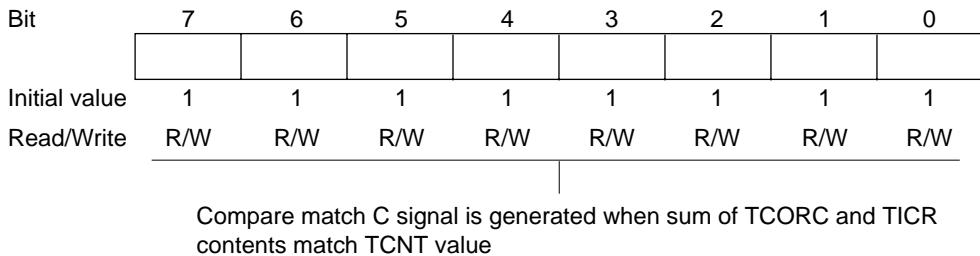 Bit 7 6 5 4 3 2 1 0
Initial value 1 1 1 1 1 1 1 1
Read/Write R/W R/W R/W R/W R/W R/W R/W R/W
Compare match C signal is generated when sum of TCORC and TICR
contents match TCNT value